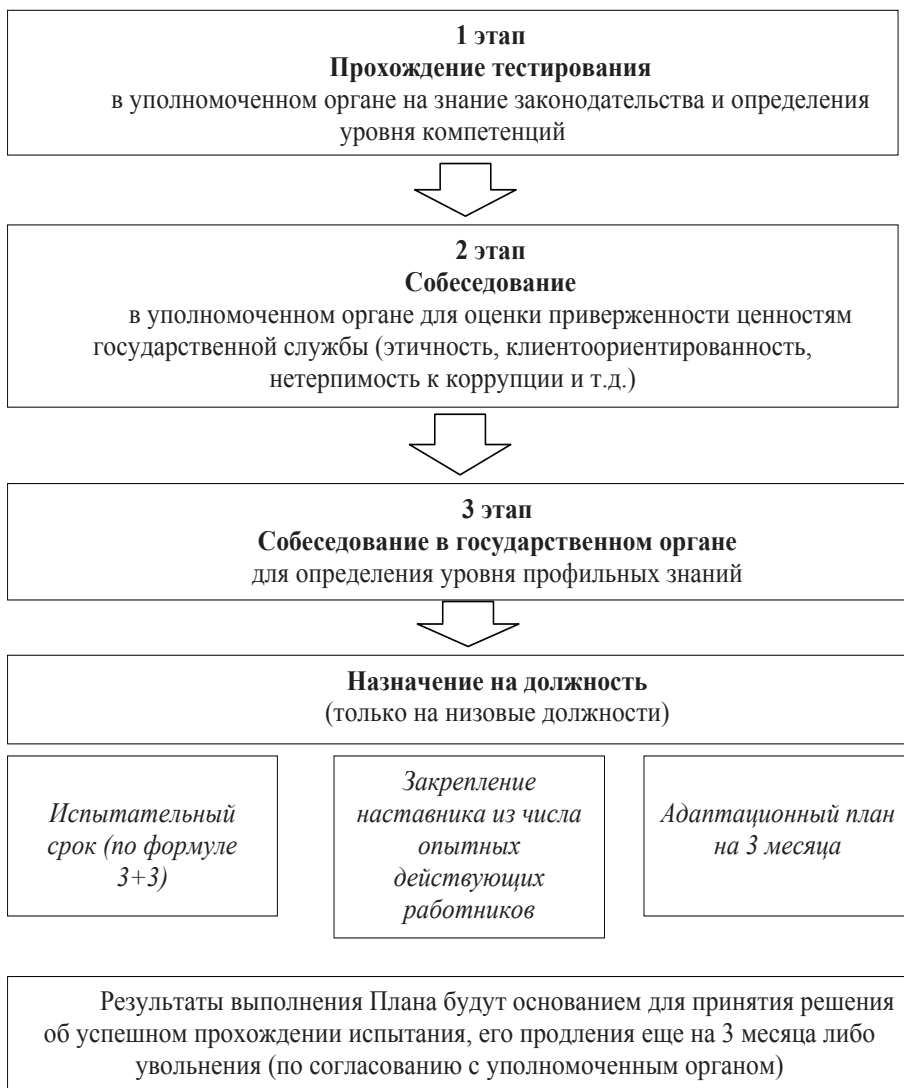 1 этап
Прохождение тестирования
в уполномоченном органе на знание законодательства и определения
уровня компетенций
2 этап
Собеседование
в уполномоченном органе для оценки приверженности ценностям
государственной службы (этичность, клиентоориентированность,
нетерпимость к коррупции и т.д.)
3 этап
Собеседование в государственном органе
для определения уровня профильных знаний
Назначение на должность
(только на низовые должности)
Испытательный
срок (по формуле
3+3)
Закрепление
наставника из числа
опытных
действующих
работников
Адаптационный план
на 3 месяца
Результаты выполнения Плана будут основанием для принятия решения
об успешном прохождении испытания, его продления еще на 3 месяца либо
увольнения (по согласованию с уполномоченным органом)